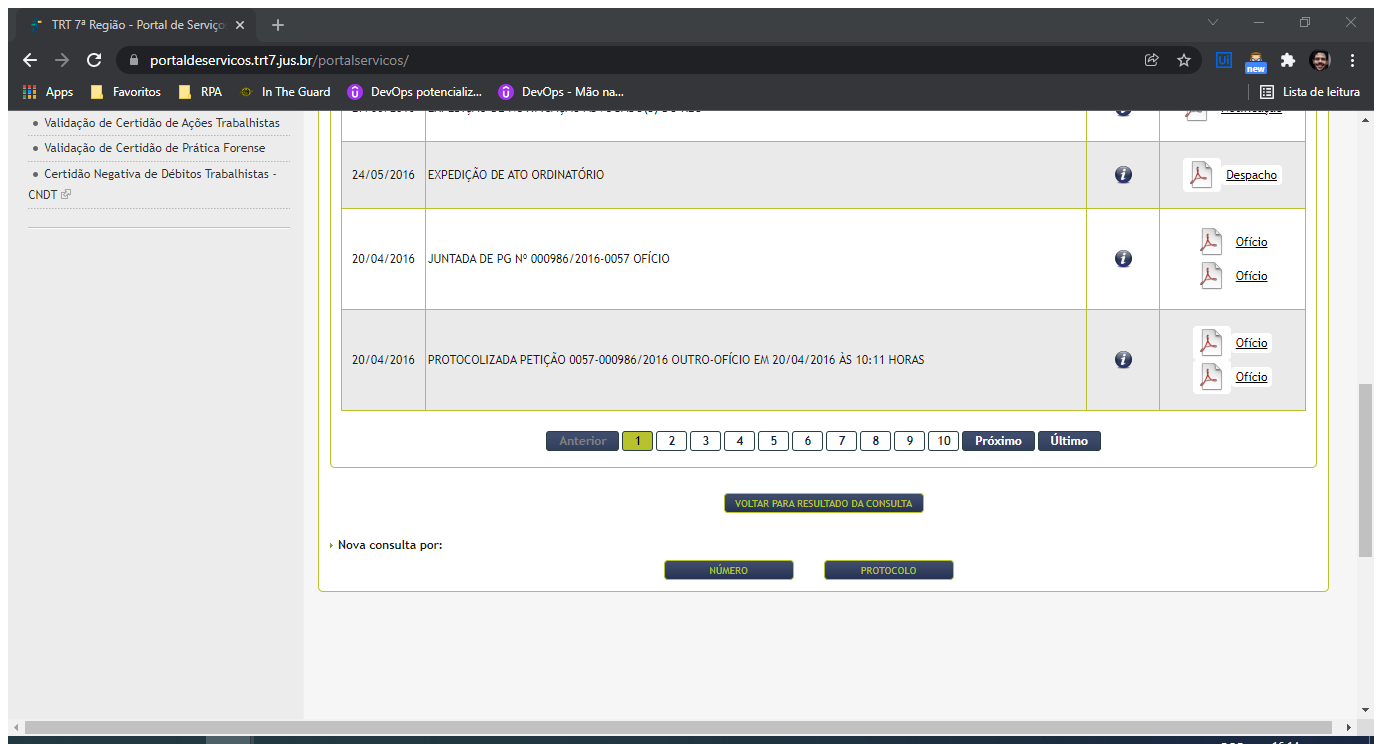 TRT 7ª Região - Portal de Serviço
portaldeservicos.trt7.jus.br/portalservicos/
new
Apps Favoritos RPA In The Guard DevOps potencializ... DevOps - Mão na... Lista de leitura
Validação de Certidão de Ações Trabalhistas
Validação de Certidão de Prática Forense
Certidão Negativa de Débitos Trabalhistas -
CNDT
24/05/2016 EXPEDIÇÃO DE ATO ORDINATÓRIO Despacho
20/04/2016 JUNTADA DE PG Nº 000986/2016-0057 OFÍCIO
Ofício
Ofício
20/04/2016 PROTOCOLIZADA PETIÇÃO 0057-000986/2016 OUTRO-OFÍCIO EM 20/04/2016 ÀS 10:11 HORAS
Ofício
Ofício
Anterior 1 2 3 4 5 6 7 8 9 10 Próximo Último
VOLTAR PARA RESULTADO DA CONSULTA
Nova consulta por:
NÚMERO PROTOCOLO